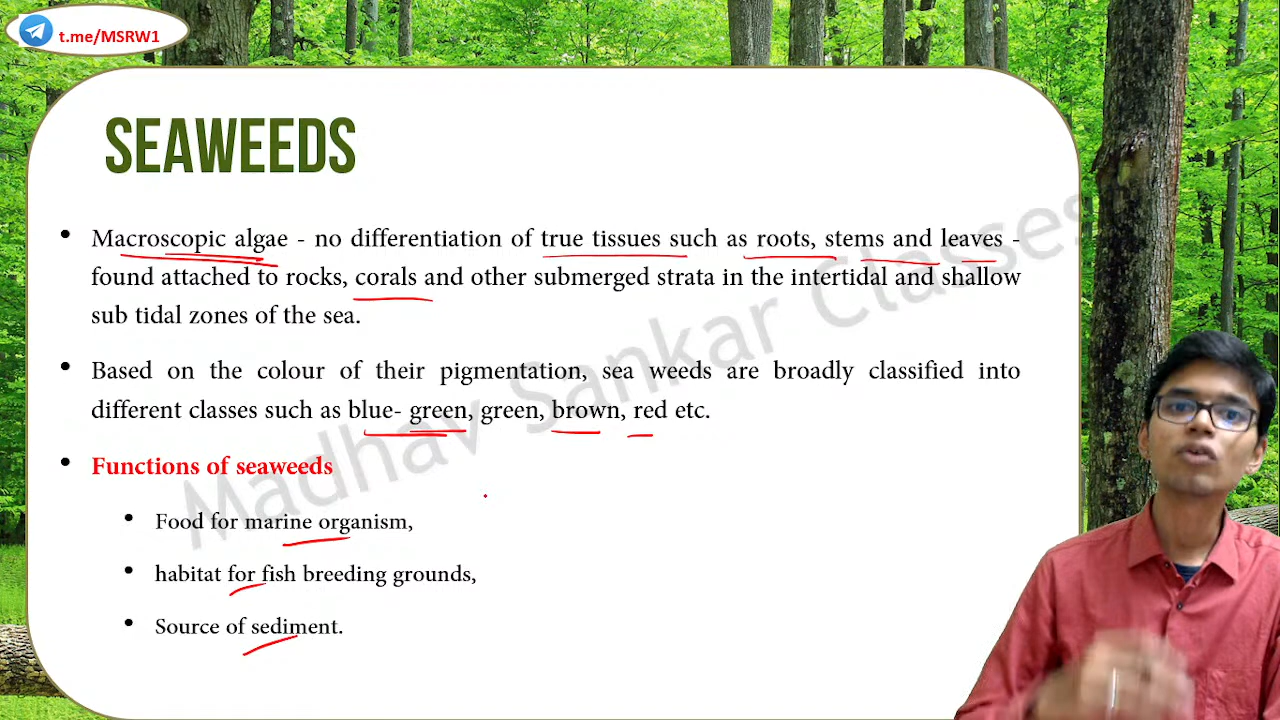 t.me/MSRW1
SEAWEEDS
• Macroscopic algae - no differentiation of true tissues such as roots, stems and leaves -
found attached to rocks, corals and other submerged strata in the intertidal and shallow
sub tidal zones of the sea.
• Based on the colour of their pigmentation, sea weeds are broadly classified into
different classes such as blue- green, green, brown, red etc.
• Functions of seaweeds
• Food for marine organism,
• habitat for fish breeding grounds,
• Source of sediment.
Madhav Sankar Classes